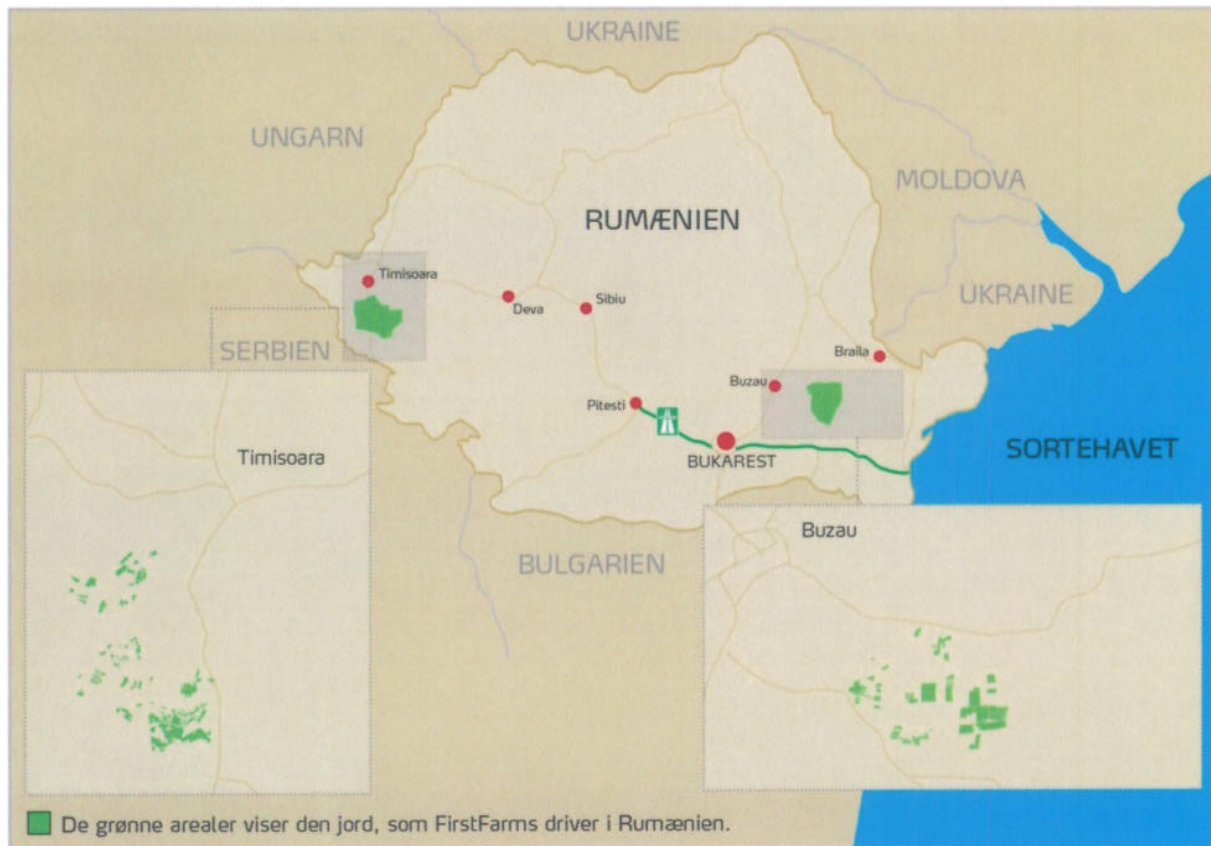 UKRAINE
UNGARN
MOLDOVA
RUMÆNIEN
Timisoara
Deva
Sibiu
UKRAINE
SERBIEN
Braila
Buzau
Pitesti
BUKAREST
SORTEHAVET
Timisoara
Buzau
BULGARIEN
De grønne arealer viser den jord, som FirstFarms driver i Rumænien.